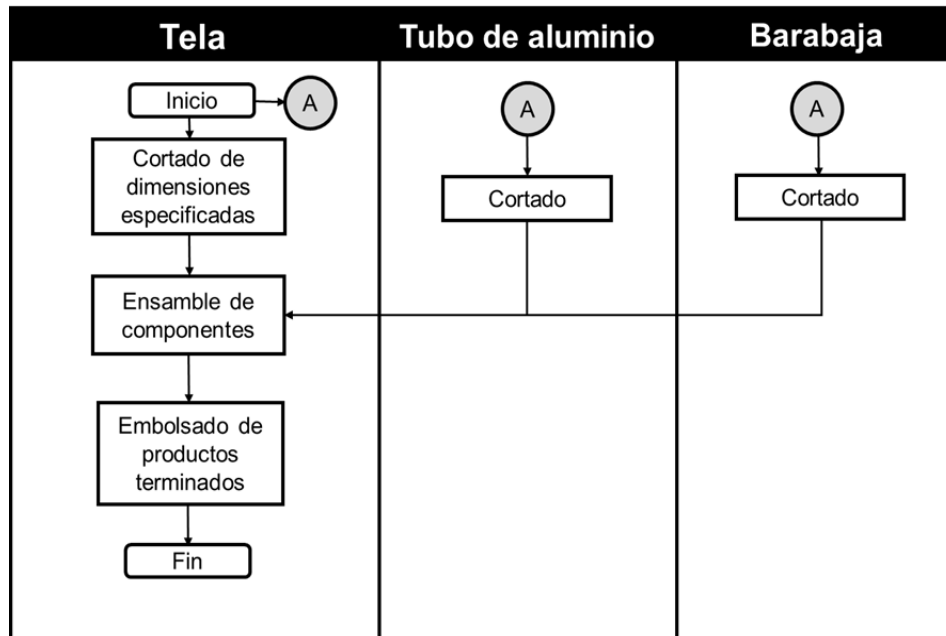 Tela
Tubo de aluminio
Barabaja
Inicio
A
A
A
Cortado de
dimensiones
especificadas
Cortado
Cortado
Ensamble de
componentes
Embolsado de
productos
terminados
Fin